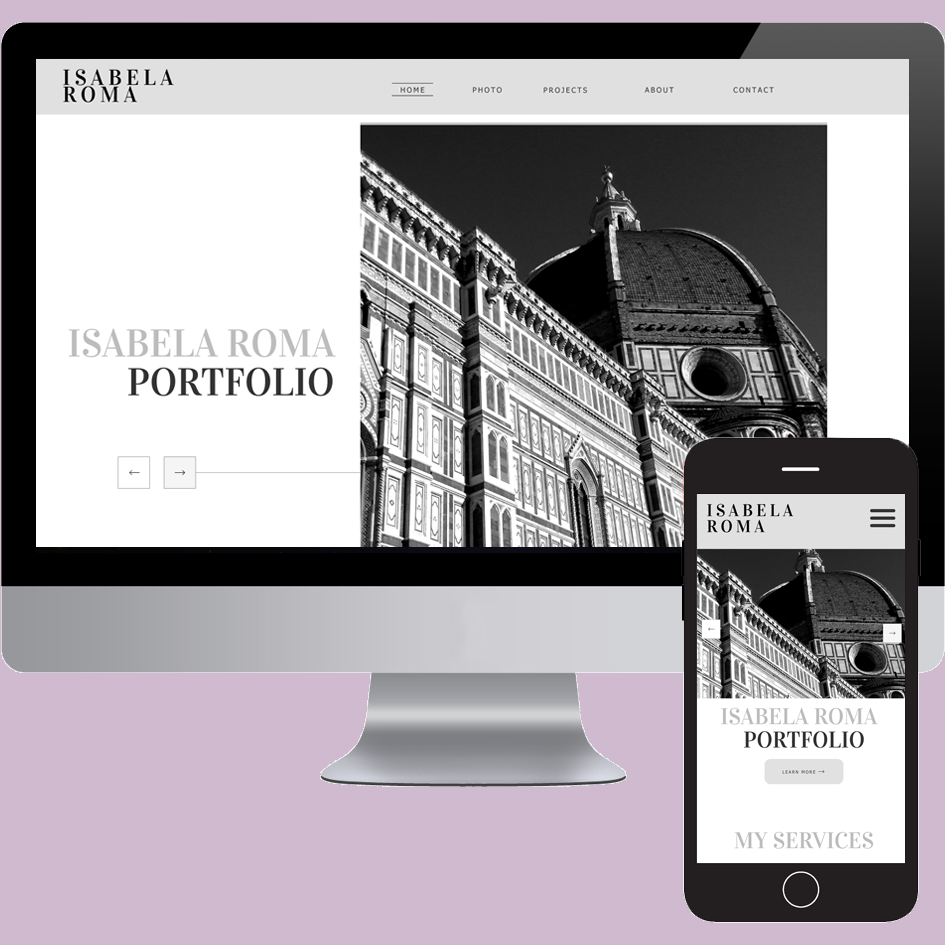 ISABELA
ROMA
HOME PHOTO PROJECTS ABOUT CONTACT
ISABELA ROMA
PORTFOLIO
← →
ISABELA
ROMA
← →
ISABELA ROMA
PORTFOLIO
LEARN MORE →
MY SERVICES